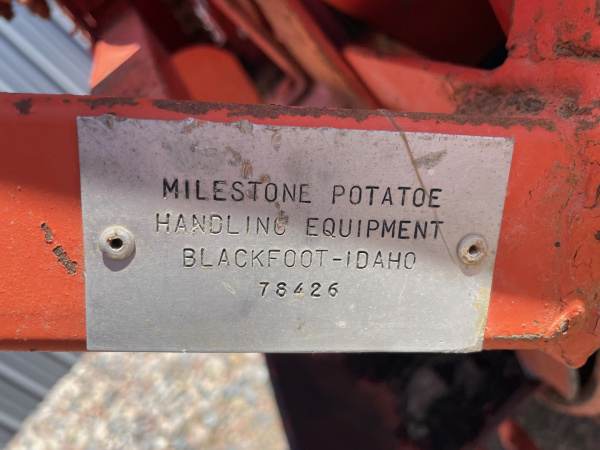 MILESTONE POTATOE
HANDLING EQUIPMENT
BLACKFOOT-IDAHO
78426